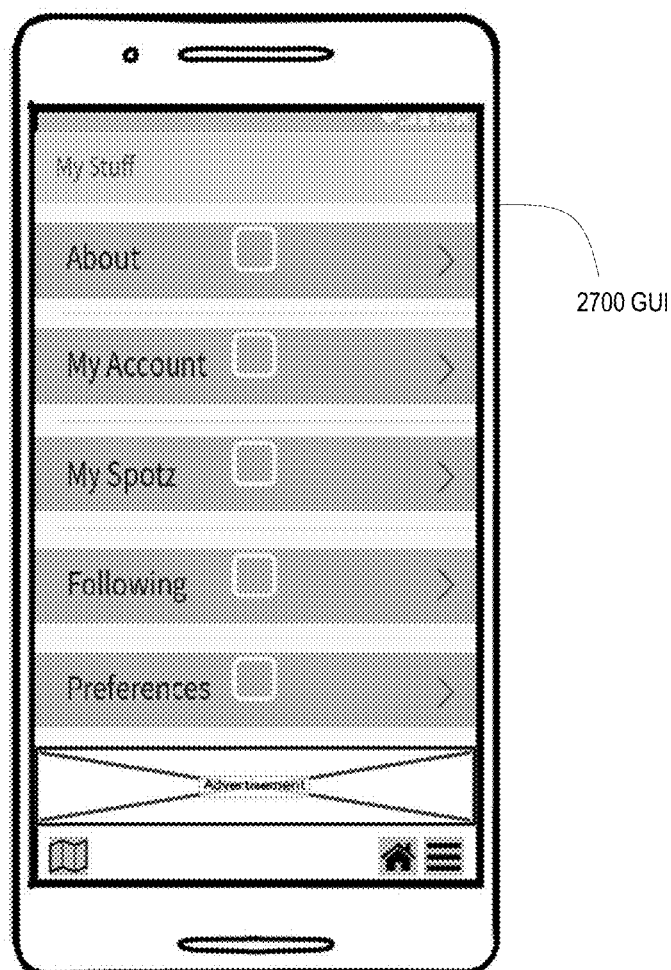 My Stuff
About
My Account
2700 GUI
My Spotz
Following
Preferences
Advertisement